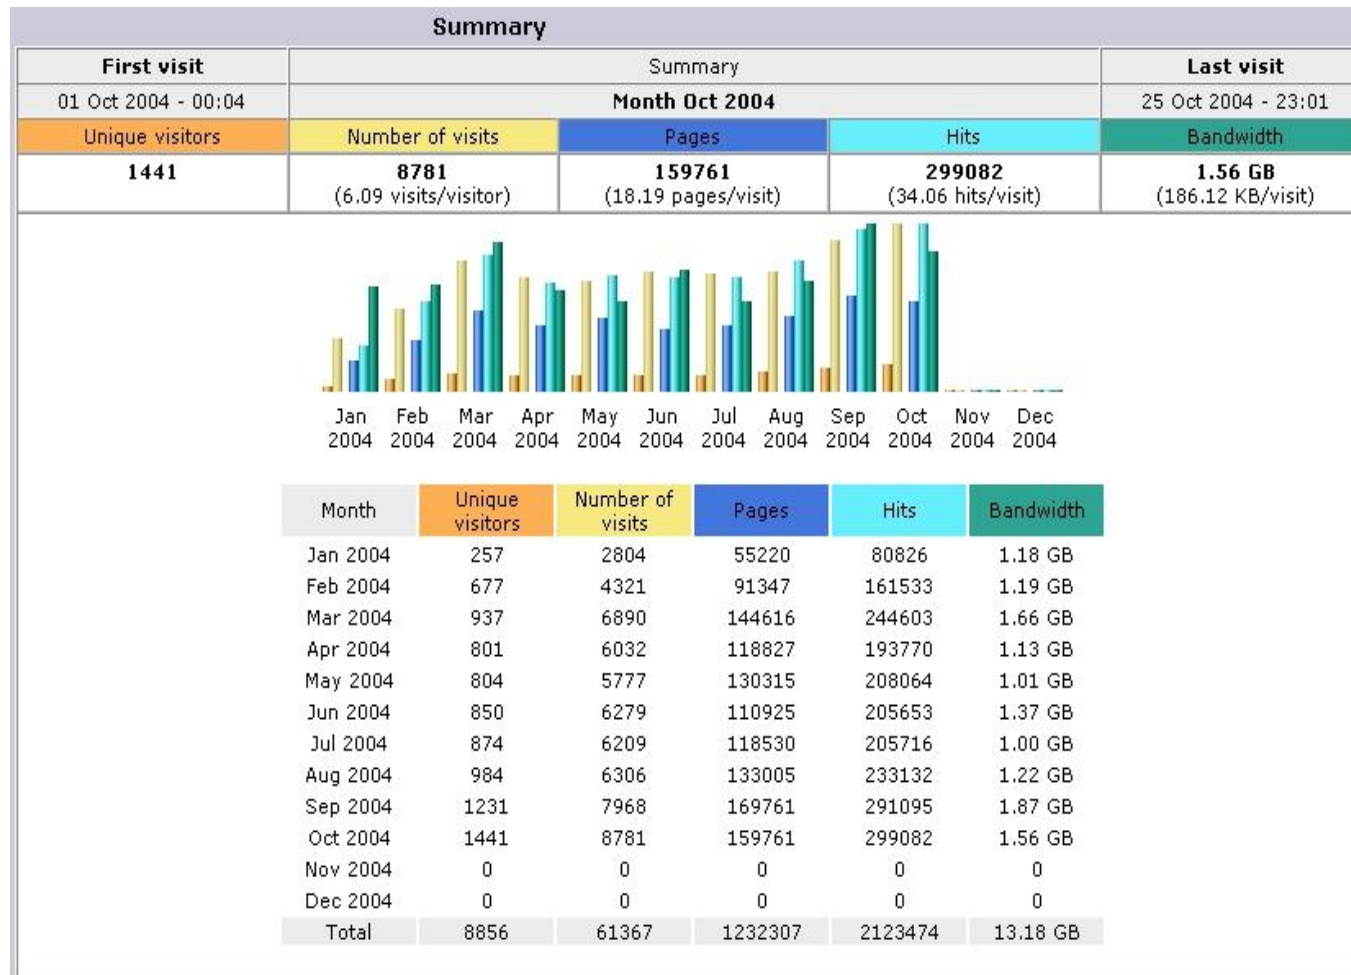 Summary
First visit Summary Last visit
01 Oct 2004 - 00:04 Month Oct 2004 25 Oct 2004 - 23:01
Unique visitors Number of visits Pages Hits Bandwidth
1441 8781 159761 299082 1.56 GB
(6.09 visits/visitor) (18.19 pages/visit) (34.06 hits/visit) (186.12 KB/visit)
Jan Feb Mar Apr May Jun Jul Aug Sep Oct Nov Dec
2004 2004 2004 2004 2004 2004 2004 2004 2004 2004 2004 2004
Month Unique visitors Number of visits Pages Hits Bandwidth
Jan 2004 257 2804 55220 80826 1.18 GB
Feb 2004 677 4321 91347 161533 1.19 GB
Mar 2004 937 6890 144616 244603 1.66 GB
Apr 2004 801 6032 118827 193770 1.13 GB
May 2004 804 5777 130315 208064 1.01 GB
Jun 2004 850 6279 110925 205653 1.37 GB
Jul 2004 874 6209 118530 205716 1.00 GB
Aug 2004 984 6306 133005 233132 1.22 GB
Sep 2004 1231 7968 169761 291095 1.87 GB
Oct 2004 1441 8781 159761 299082 1.56 GB
Nov 2004 0 0 0 0 0
Dec 2004 0 0 0 0 0
Total 8856 61367 1232307 2123474 13.18 GB